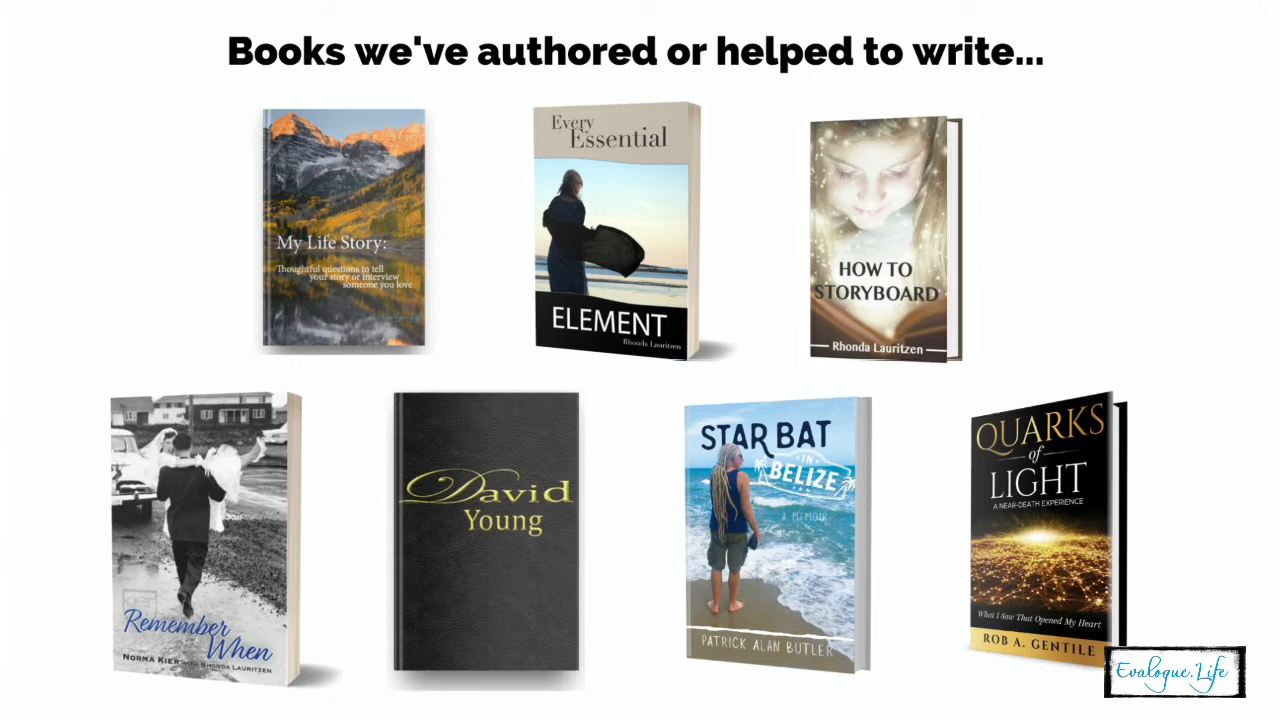 Books we've authored or helped to write...
My Life Story:
Thoughtful questions to tell
your story or interview
someone you love
Every
Essential
ELEMENT
Rhonda Lauritzen
HOW TO
STORYBOARD
Rhonda Lauritzen
Remember
When
NORMA KIER WITH RHONDA LAURITZEN
David
Young
STAR BAT
IN
BELIZE
A MEMOIR
PATRICK ALAN BUTLER
QUARKS
of
LIGHT
A NEAR-DEATH EXPERIENCE
What I Saw That Opened My Heart
ROB A. GENTILE
Evalogue.Life